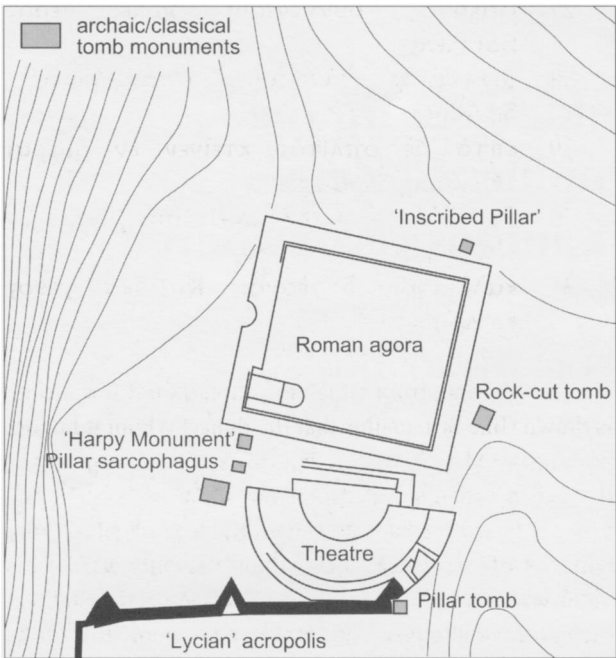 archaic/classical
tomb monuments
'Inscribed Pillar'
Roman agora
Rock-cut tomb
'Harpy Monument'
Pillar sarcophagus
Theatre
Pillar tomb
'Lycian' acropolis